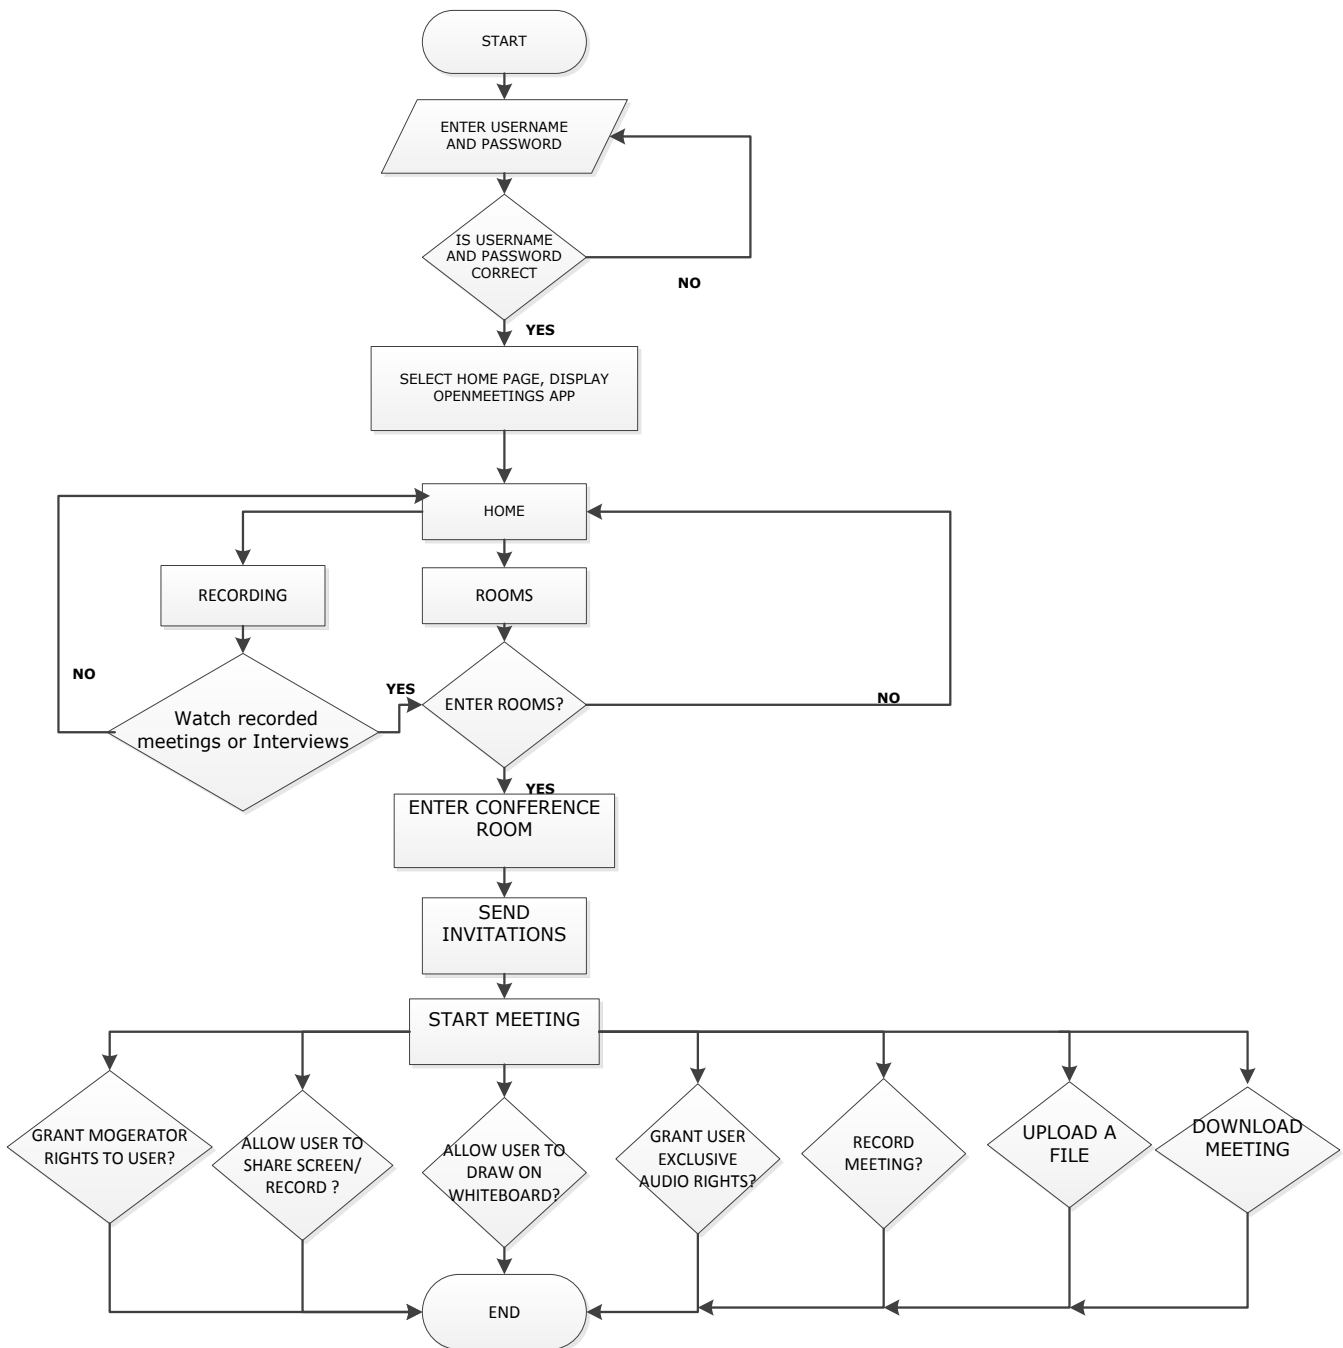 START
ENTER USERNAME
AND PASSWORD
IS USERNAME
AND PASSWORD
CORRECT
NO
YES
SELECT HOME PAGE, DISPLAY
OPENMEETINGS APP
HOME
RECORDING
ROOMS
NO
YES
ENTER ROOMS?
NO
Watch recorded
meetings or Interviews
YES
ENTER CONFERENCE
ROOM
SEND
INVITATIONS
START MEETING
GRANT MOGERATOR
RIGHTS TO USER?
ALLOW USER TO
SHARE SCREEN/
RECORD ?
ALLOW USER TO
DRAW ON
WHITEBOARD?
GRANT USER
EXCLUSIVE
AUDIO RIGHTS?
RECORD
MEETING?
UPLOAD A
FILE
DOWNLOAD
MEETING
END